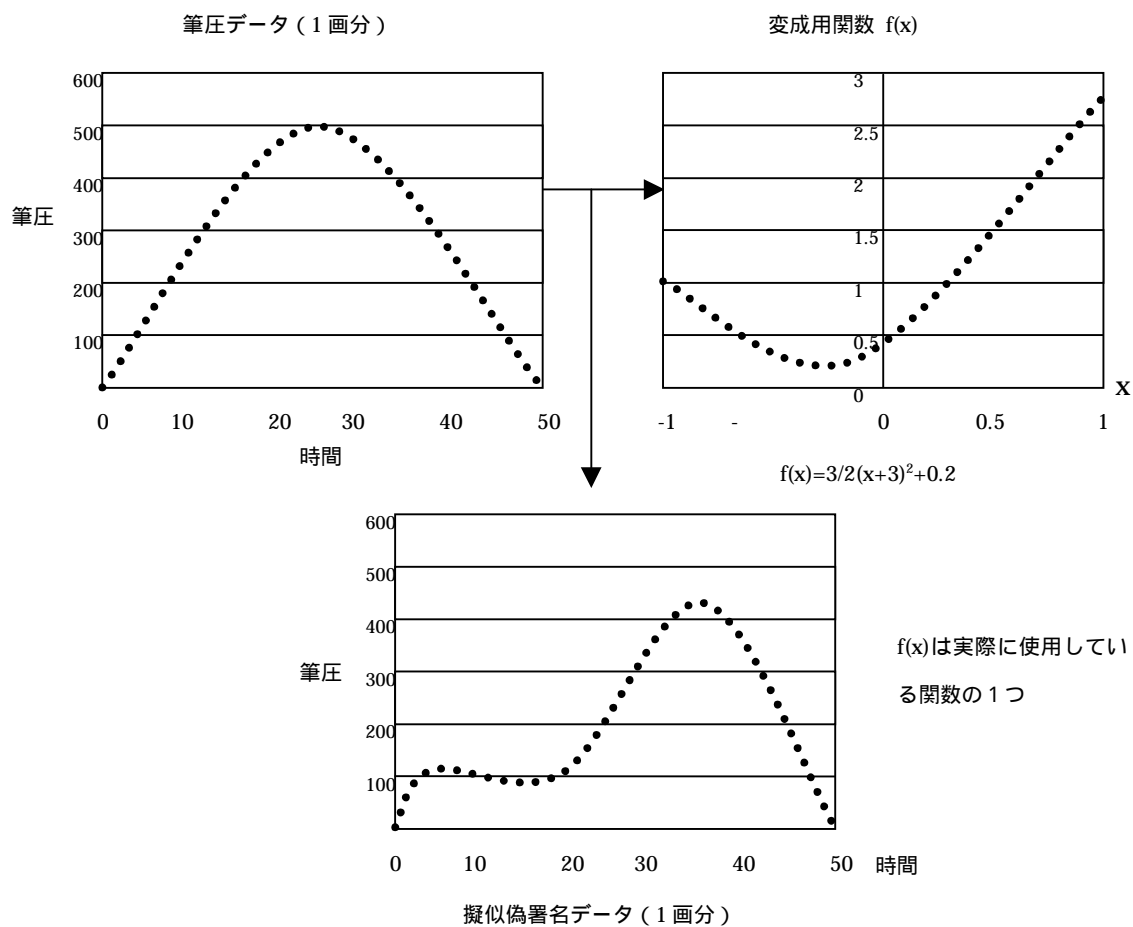 筆圧データ（1画分）
変成用関数 f(x)
600
500
400
300
200
100
筆圧
0 10 20 30 40 50
時間
3
2.5
2
1.5
1
0.5
0
x
-1 - 0 0.5 1
f(x)=3/2(x+3)²+0.2
600
500
400
300
200
100
筆圧
0 10 20 30 40 50 時間
f(x)は実際に使用してい
る関数の1つ
擬似偽署名データ（1画分）